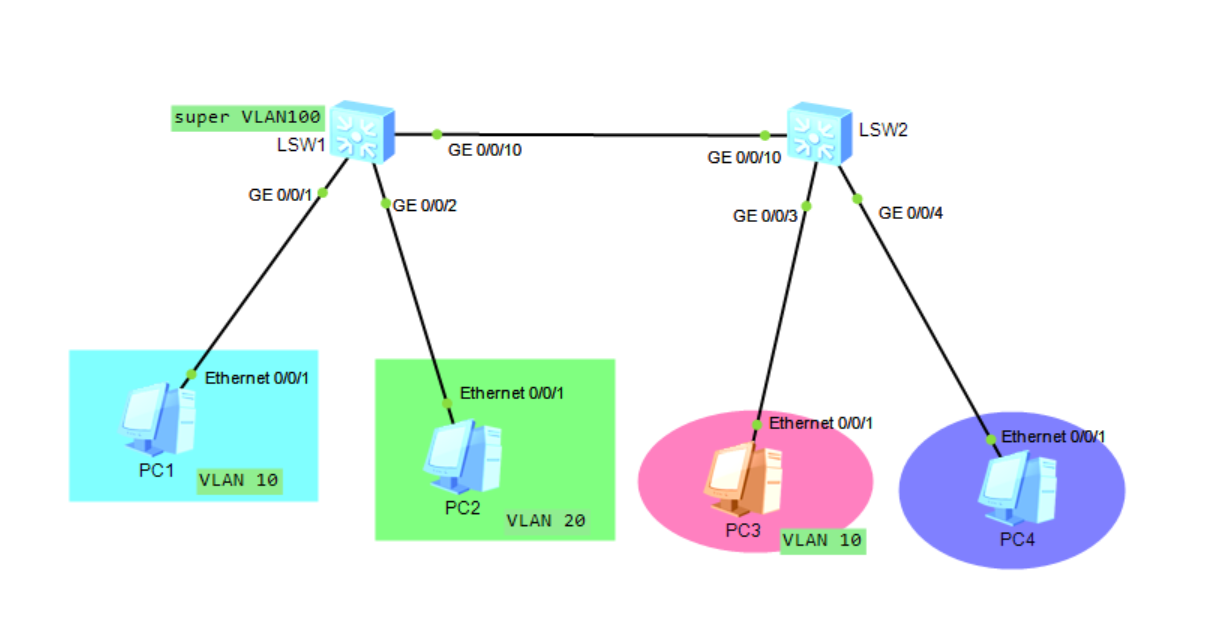 super VLAN100
LSW1
LSW2
GE 0/0/10
GE 0/0/10
GE 0/0/1
GE 0/0/2
GE 0/0/3
GE 0/0/4
Ethernet 0/0/1
Ethernet 0/0/1
Ethernet 0/0/1
Ethernet 0/0/1
PC1
VLAN 10
PC2
VLAN 20
PC3
VLAN 10
PC4